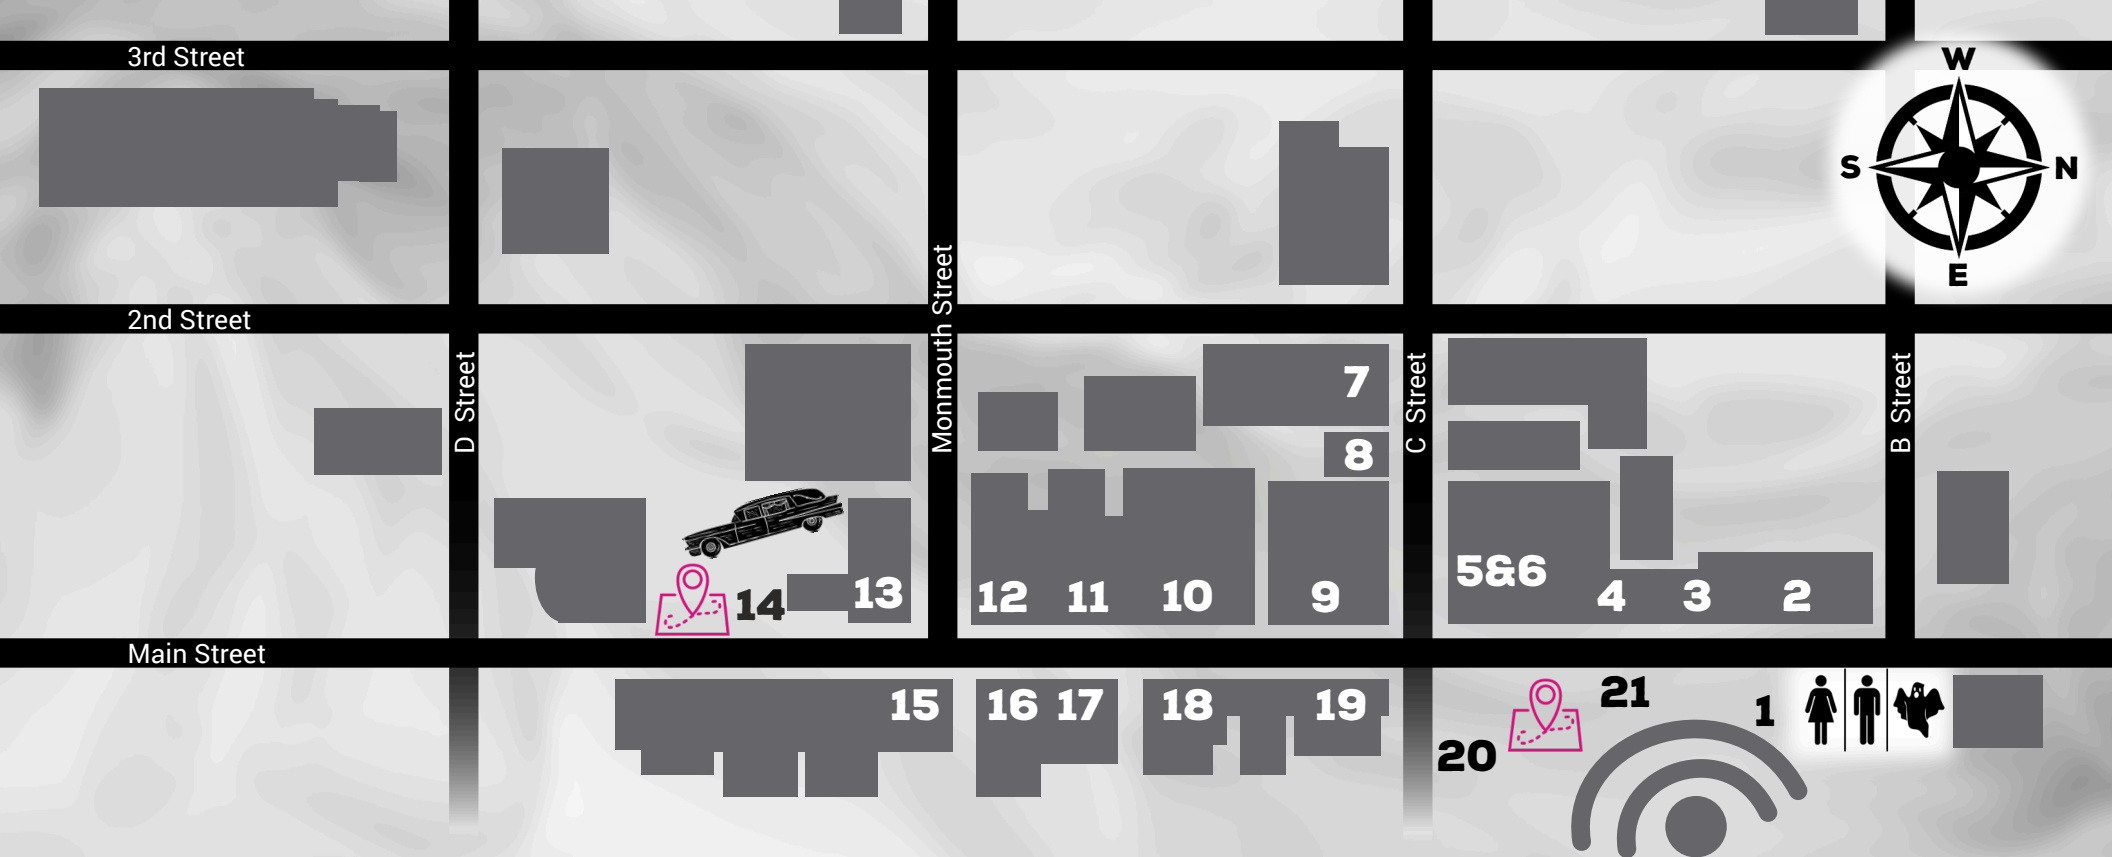 3rd Street
W
S
N
E
2nd Street
D Street
Monmouth Street
C Street
B Street
7
8
5&6
4
3
2
12
11
10
9
14
13
Main Street
15
16
17
18
19
20
21
1